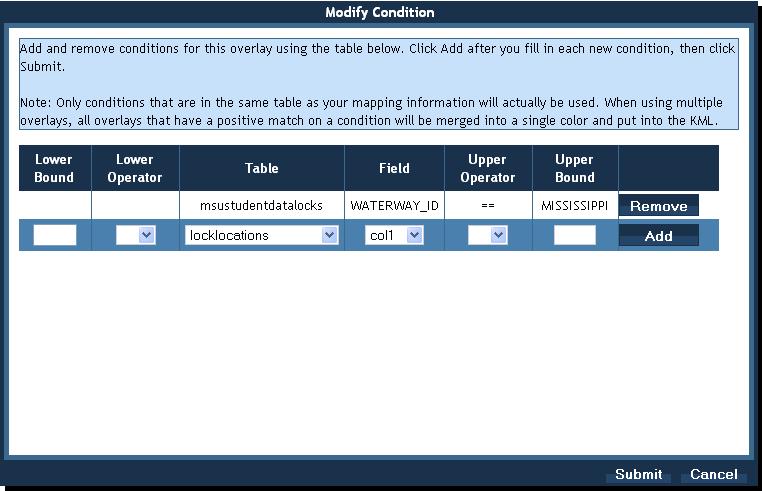 Modify Condition
Add and remove conditions for this overlay using the table below. Click Add after you fill in each new condition, then click
Submit.
Note: Only conditions that are in the same table as your mapping information will actually be used. When using multiple
overlays, all overlays that have a positive match on a condition will be merged into a single color and put into the KML.
Lower Bound Lower Operator Table Field Upper Operator Upper Bound
msustudentdatalocks WATERWAY_ID == MISSISSIPPI Remove
locklocations col1 Add
Submit Cancel